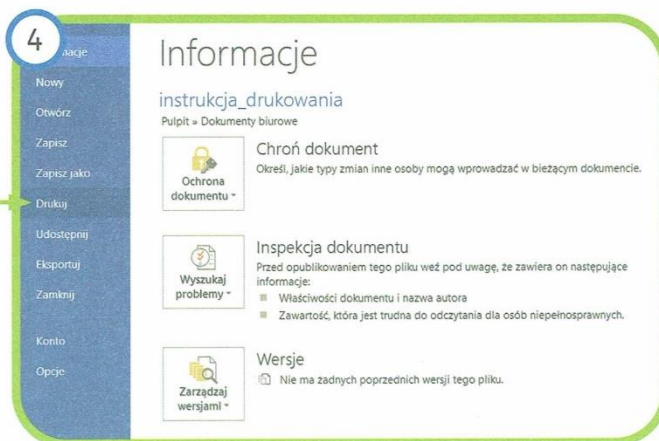 4
Informacje
Nowy
Otwórz
Zapisz
Zapisz jako
Drukuj
Udostępnij
Eksportuj
Zamknij
Konto
Opcje
Informacje
instrukcja_drukowania
Pulpit » Dokumenty biurowe
Ochrona
dokumentu
Chroń dokument
Określ, jakie typy zmian inne osoby mogą wprowadzać w bieżącym dokumencie.
Wyszukaj
problemy
Inspekcja dokumentu
Przed opublikowaniem tego pliku weź pod uwagę, że zawiera on następujące
informacje:
Właściwości dokumentu i nazwa autora
Zawartość, która jest trudna do odczytania dla osób niepełnosprawnych.
Zarządzaj
wersjami
Wersje
Nie ma żadnych poprzednich wersji tego pliku.